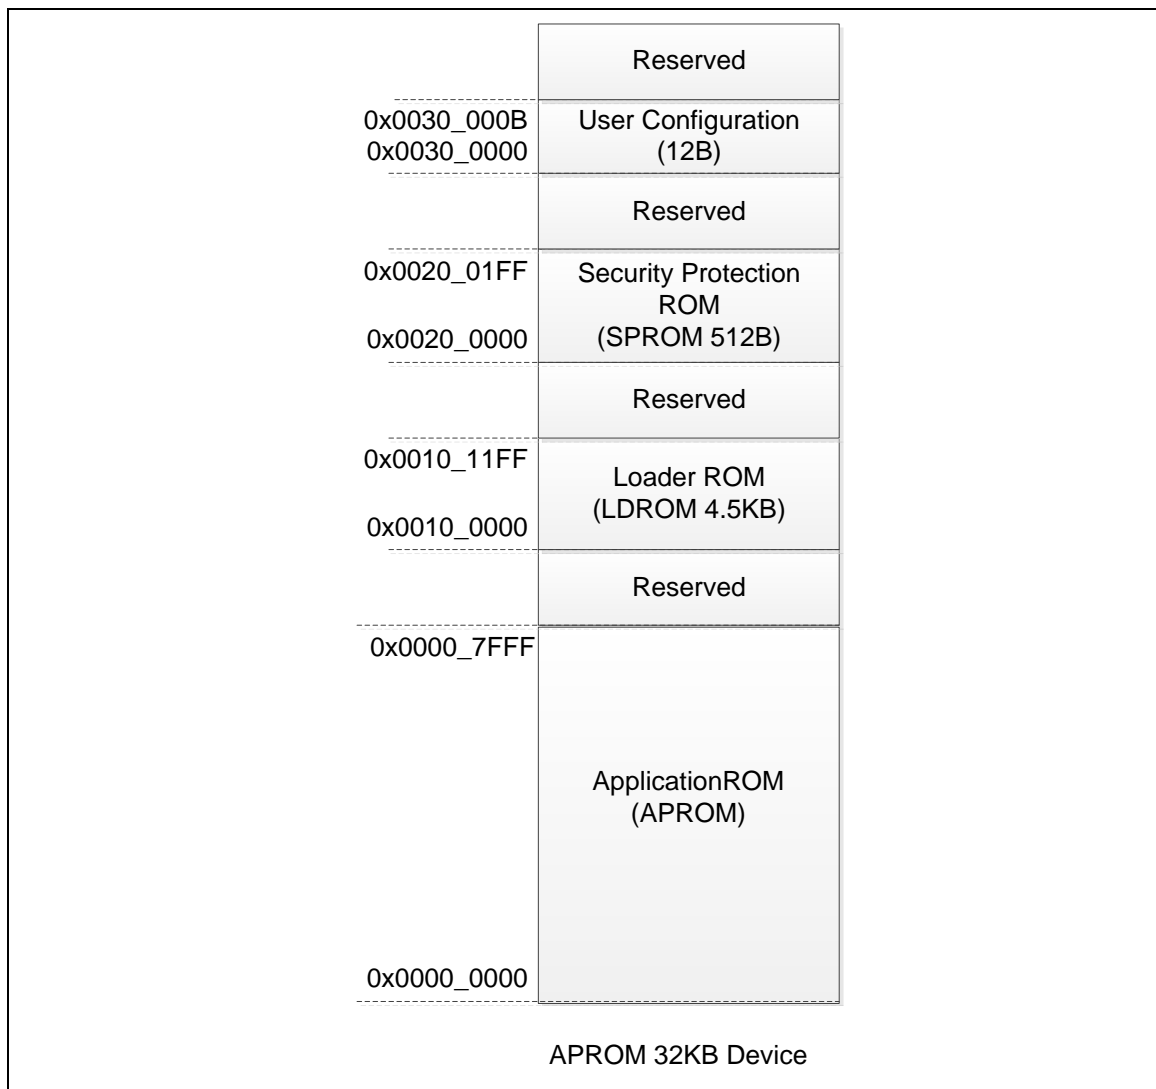 Reserved
0x0030_000B
User Configuration
0x0030_0000
(12B)
Reserved
0x0020_01FF
Security Protection
ROM
0x0020_0000
(SPROM 512B)
Reserved
0x0010_11FF
Loader ROM
(LDROM 4.5KB)
0x0010_0000
Reserved
0x0000_7FFF
ApplicationROM
(APROM)
0x0000_0000
APROM 32KB Device